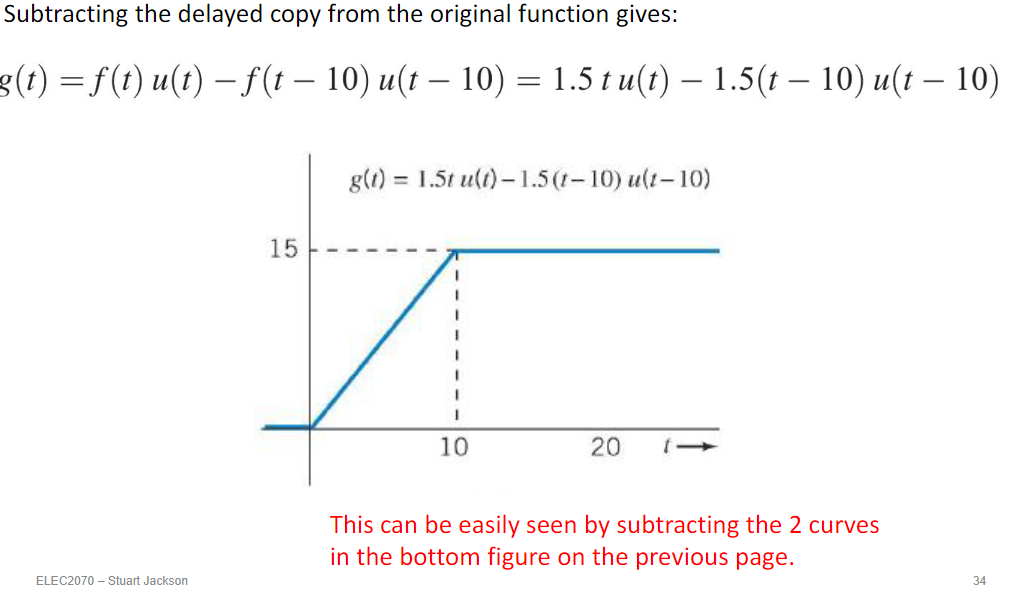 Subtracting the delayed copy from the original function gives:
g(t) = f(t) u(t) − f(t − 10) u(t − 10) = 1.5 t u(t) − 1.5(t − 10) u(t − 10)
g(t) = 1.5t u(t) − 1.5 (t − 10) u(t − 10)
15
10 20 t
This can be easily seen by subtracting the 2 curves
in the bottom figure on the previous page.
ELEC2070 – Stuart Jackson 34